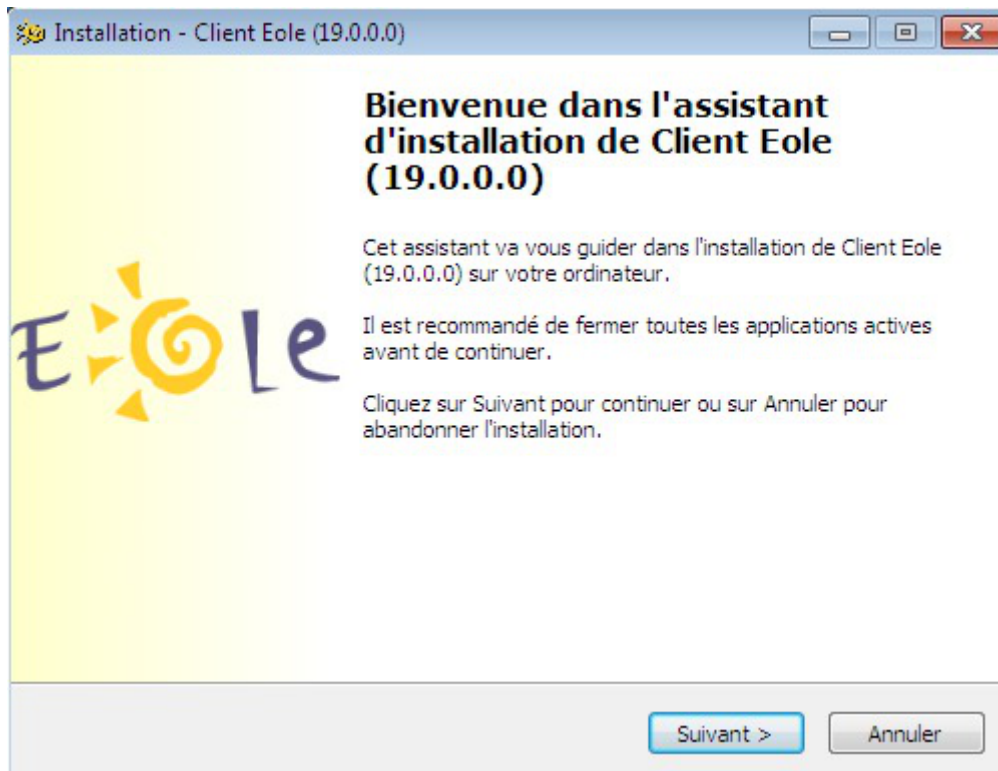 Installation - Client Eole (19.0.0.0)
Bienvenue dans l'assistant
d'installation de Client Eole
(19.0.0.0)
Cet assistant va vous guider dans l'installation de Client Eole
(19.0.0.0) sur votre ordinateur.
Il est recommandé de fermer toutes les applications actives
avant de continuer.
Cliquez sur Suivant pour continuer ou sur Annuler pour
abandonner l'installation.
EOle
Suivant >
Annuler